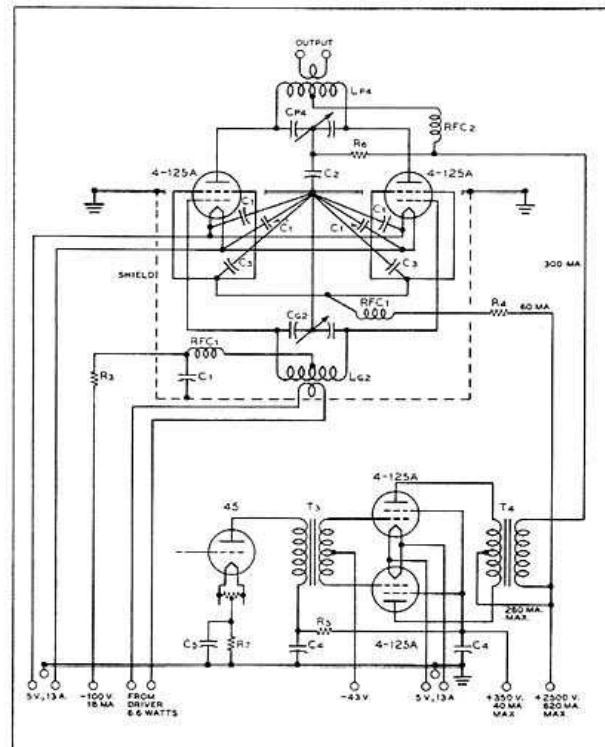 OUTPUT
LP4
CP4
RFC2
R6
4-125A
C2
4-125A
C1
C1
C1
C1
C3
C3
SHIELD
300 MA
RFC1
60 MA.
R4
CG2
RFC1
R3
C1
LG2
45
T3
4-125A
T4
260 MA.
MAX.
R5
4-125A
C5
R7
C4
C4
5V., 13 A.
-100 V.
18 MA
FROM
DRIVER
6.6 WATTS
-43 V.
5 V., 13 A
+350 V.
40 MA
MAX
+2500 V.
620 MA.
MAX.